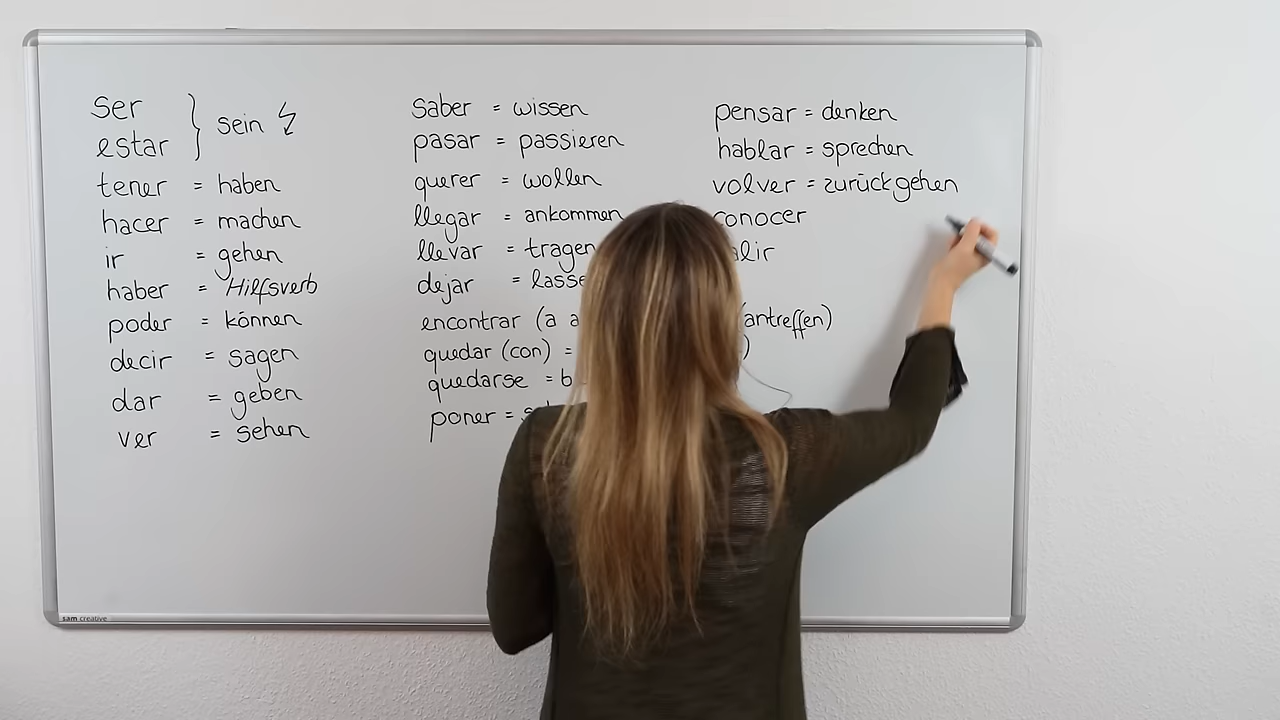 ser
estar
sein
tener = haben
hacer = machen
ir = gehen
haber = Hilfsverb
poder = können
decir = sagen
dar = geben
ver = sehen
saber = wissen
pasar = passieren
querer = wollen
llegar = ankommen
llevar = tragen
dejar =
encontrar (a
antreffen)
quedar (con) =
quedarse =
poner =
pensar = denken
hablar = sprechen
volver = zurückgehen
conocer
sam creative